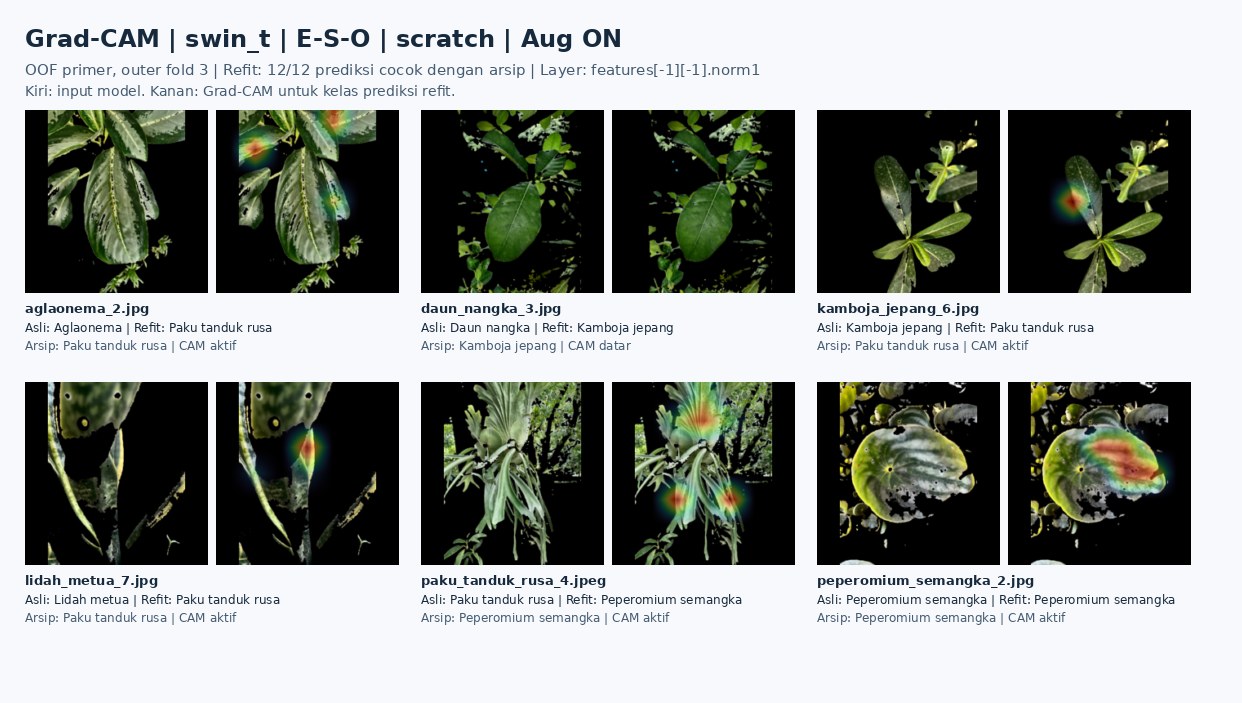 Grad-CAM | swin_t | E-S-O | scratch | Aug ON
OOF primer, outer fold 3 | Refit: 12/12 prediksi cocok dengan arsip | Layer: features[-1][-1].norm1
Kiri: input model. Kanan: Grad-CAM untuk kelas prediksi refit.
aglaonema_2.jpg
Asli: Aglaonema | Refit: Paku tanduk rusa
Arsip: Paku tanduk rusa | CAM aktif
daun_nangka_3.jpg
Asli: Daun nangka | Refit: Kamboja jepang
Arsip: Kamboja jepang | CAM datar
kamboja_jepang_6.jpg
Asli: Kamboja jepang | Refit: Paku tanduk rusa
Arsip: Paku tanduk rusa | CAM aktif
lidah_metua_7.jpg
Asli: Lidah metua | Refit: Paku tanduk rusa
Arsip: Paku tanduk rusa | CAM aktif
paku_tanduk_rusa_4.jpeg
Asli: Paku tanduk rusa | Refit: Peperomium semangka
Arsip: Peperomium semangka | CAM aktif
peperomium_semangka_2.jpg
Asli: Peperomium semangka | Refit: Peperomium semangka
Arsip: Peperomium semangka | CAM aktif